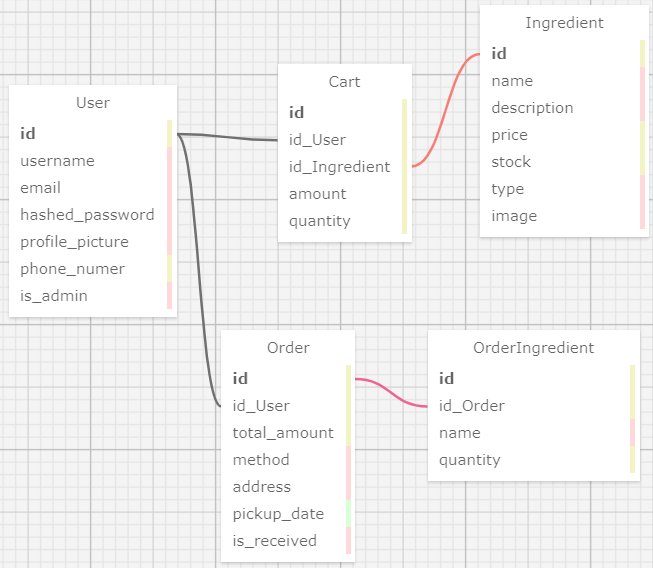 User
id
username
email
hashed_password
profile_picture
phone_numer
is_admin
Cart
id
id_User
id_Ingredient
amount
quantity
Ingredient
id
name
description
price
stock
type
image
Order
id
id_User
total_amount
method
address
pickup_date
is_received
OrderIngredient
id
id_Order
name
quantity